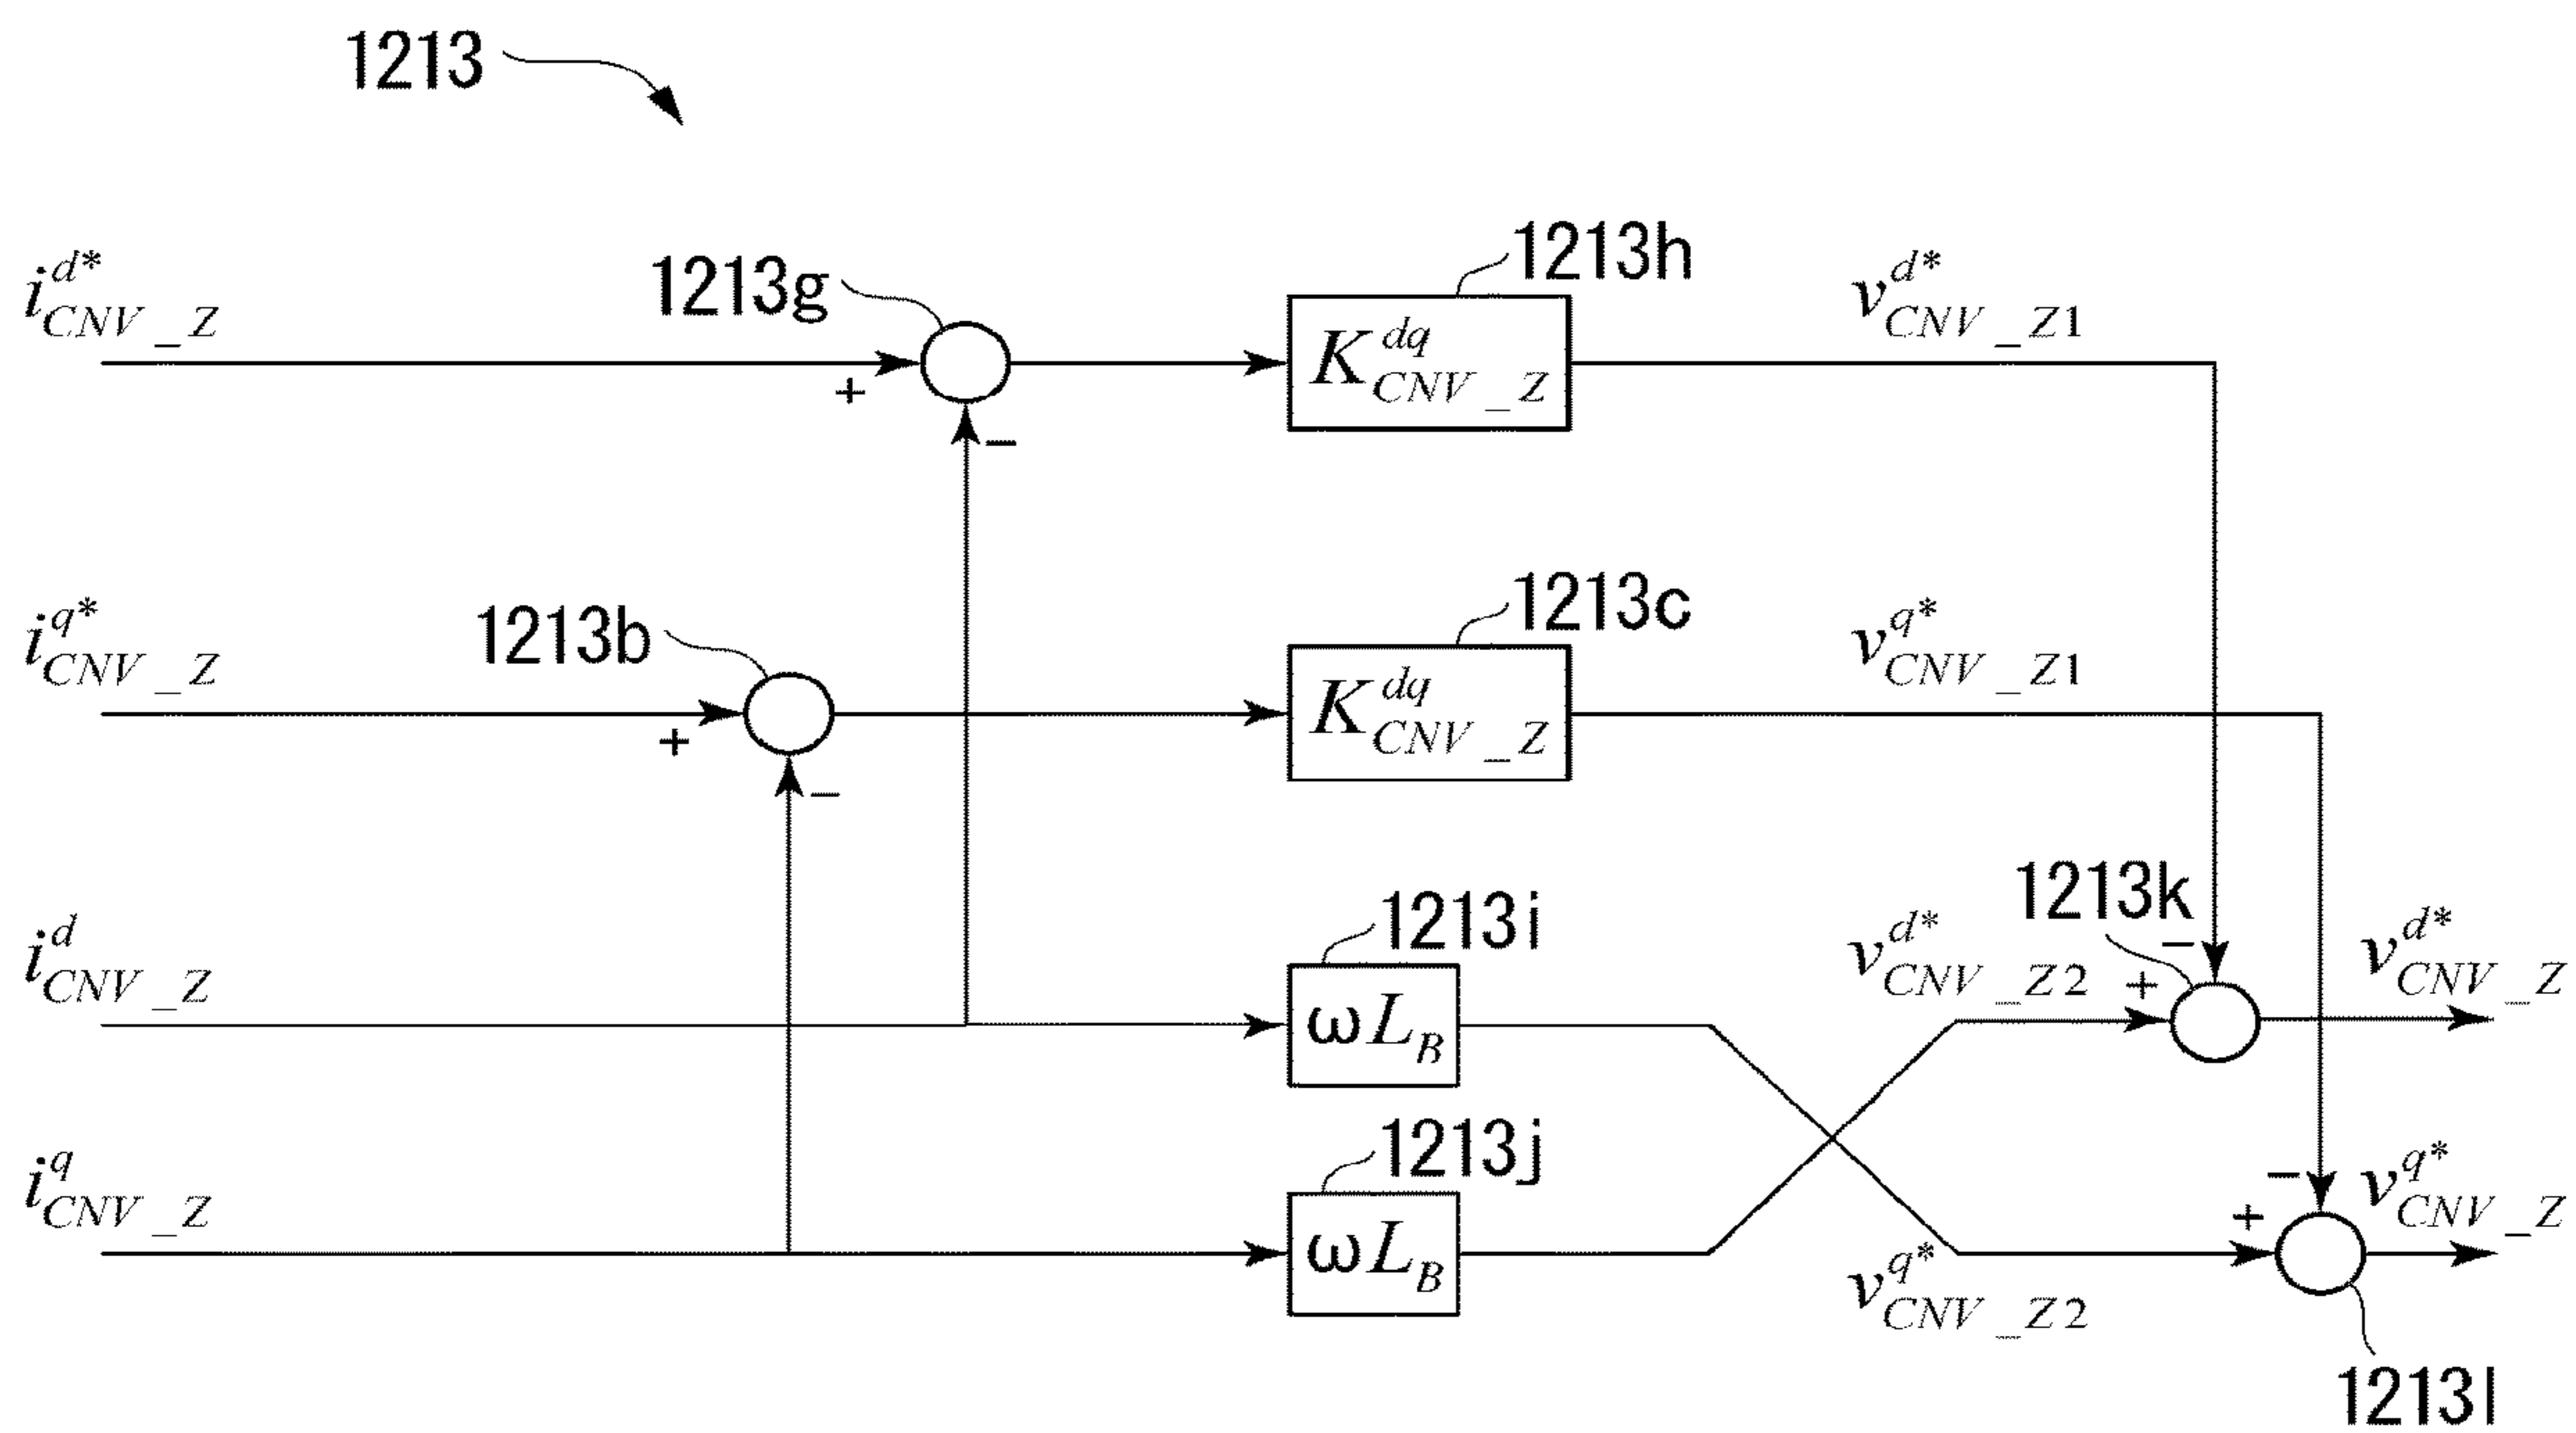 1213
i^{d*}_{CNV_Z}
1213g
+
−
1213h
K^{dq}_{CNV_Z}
v^{d*}_{CNV_Z1}
i^{q*}_{CNV_Z}
1213b
+
−
1213c
K^{dq}_{CNV_Z}
v^{q*}_{CNV_Z1}
i^{d}_{CNV_Z}
1213i
ωL_B
v^{d*}_{CNV_Z2}
1213k
−
+
v^{d*}_{CNV_Z}
i^{q}_{CNV_Z}
1213j
ωL_B
v^{q*}_{CNV_Z2}
−
+
v^{q*}_{CNV_Z}
1213l